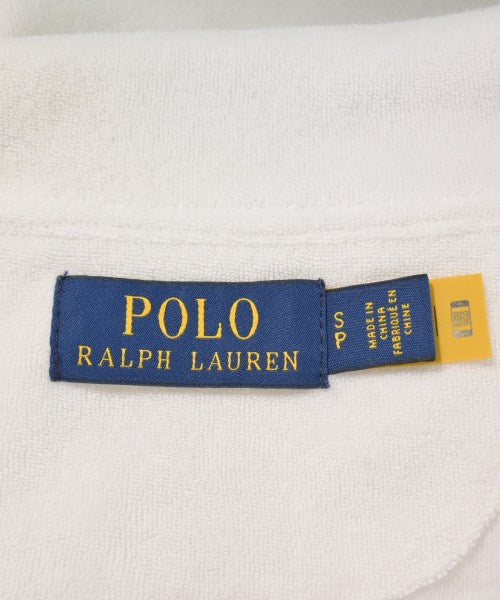 POLO
RALPH LAUREN
S
P
MADE IN
CHINA
FABRIQUÉ EN
CHINE